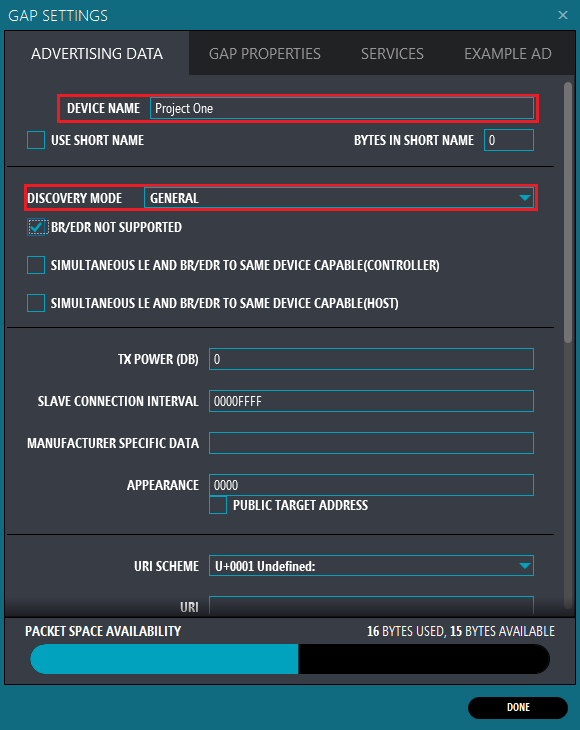 GAP SETTINGS
ADVERTISING DATA GAP PROPERTIES SERVICES EXAMPLE AD
DEVICE NAME Project One
USE SHORT NAME BYTES IN SHORT NAME 0
DISCOVERY MODE GENERAL
BR/EDR NOT SUPPORTED
SIMULTANEOUS LE AND BR/EDR TO SAME DEVICE CAPABLE(CONTROLLER)
SIMULTANEOUS LE AND BR/EDR TO SAME DEVICE CAPABLE(HOST)
TX POWER (DB) 0
SLAVE CONNECTION INTERVAL 0000FFFF
MANUFACTURER SPECIFIC DATA
APPEARANCE 0000
PUBLIC TARGET ADDRESS
URI SCHEME U+0001 Undefined:
URI
PACKET SPACE AVAILABILITY 16 BYTES USED, 15 BYTES AVAILABLE
DONE